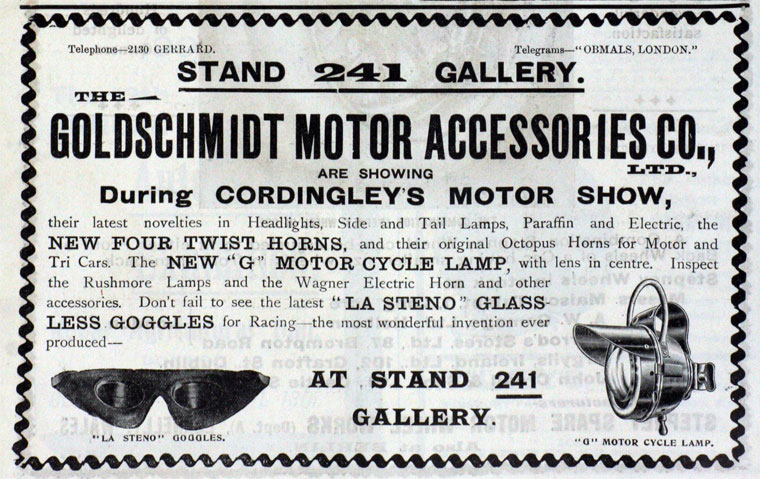 Telephone—2130 GERRARD.
Telegrams—"OBMALS, LONDON."
STAND 241 GALLERY.
THE
GOLDSCHMIDT MOTOR ACCESSORIES CO.,
LTD.,
ARE SHOWING
During CORDINGLEY'S MOTOR SHOW,
their latest novelties in Headlights, Side and Tail Lamps, Paraffin and Electric, the
NEW FOUR TWIST HORNS, and their original Octopus Horns for Motor and
Tri Cars. The NEW "G" MOTOR CYCLE LAMP, with lens in centre. Inspect
the Rushmore Lamps and the Wagner Electric Horn and other
accessories. Don't fail to see the latest "LA STENO" GLASS-
LESS GOGGLES for Racing—the most wonderful invention ever
produced—
AT STAND 241
GALLERY.
"LA STENO" GOGGLES.
"G" MOTOR CYCLE LAMP.